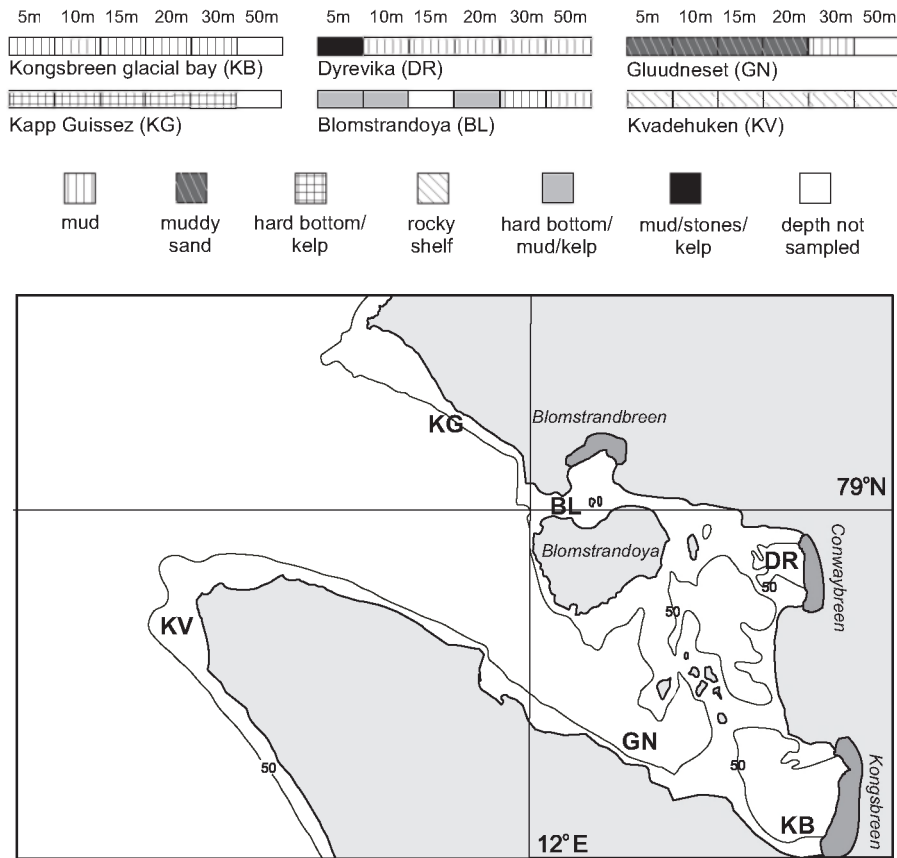 5m 10m 15m 20m 30m 50m 5m 10m 15m 20m 30m 50m 5m 10m 15m 20m 30m 50m
Kongsbreen glacial bay (KB) Dyrevika (DR) Gluudneset (GN)
Kapp Guissez (KG) Blomstrandoya (BL) Kvadehuken (KV)
mud muddy sand hard bottom/ kelp rocky shelf hard bottom/ mud/kelp mud/stones/ kelp depth not sampled
KG
Blomstrandbreen
79°N
BL
Blomstrandoya
DR
50
Conwaybreen
50
KV
GN
50
50
Kongsbreen
KB
12°E